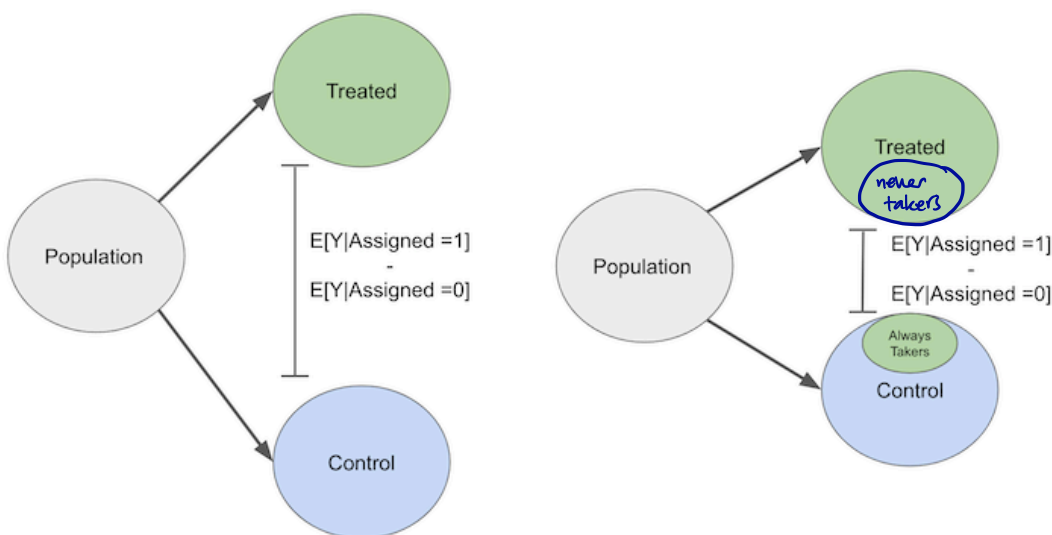 Treated
Population
E[Y|Assigned =1]
-
E[Y|Assigned =0]
Control
Treated
never
takers
Population
E[Y|Assigned =1]
-
E[Y|Assigned =0]
Always
Takers
Control